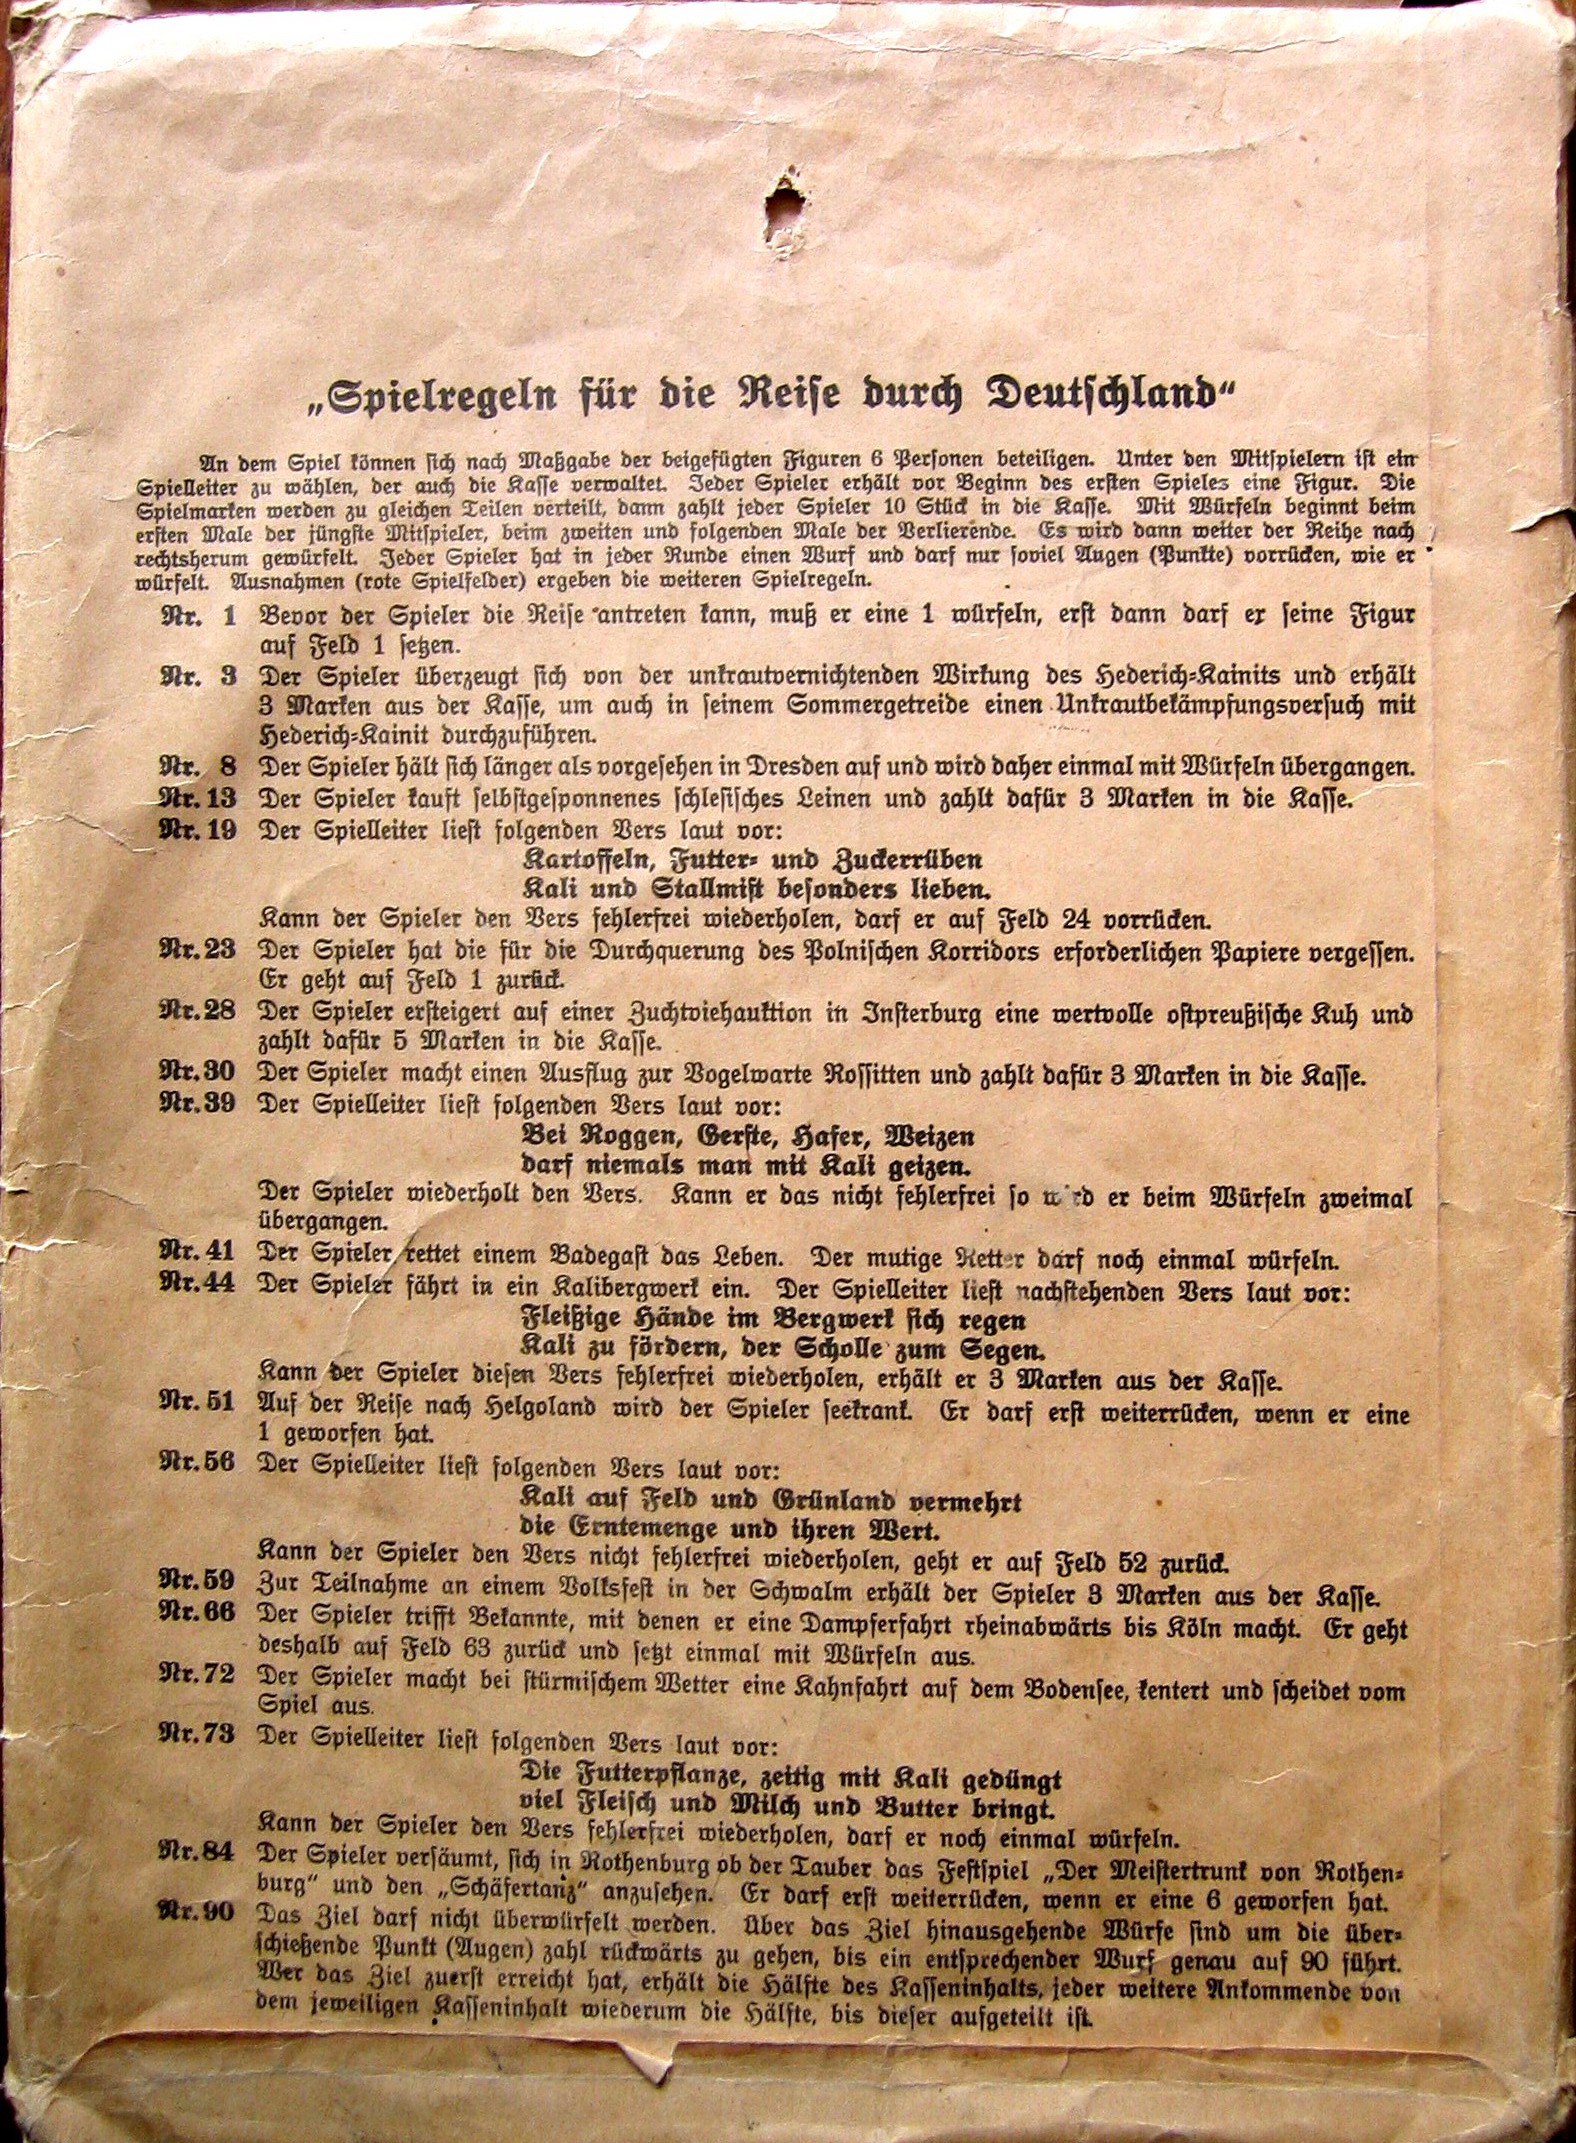 „Spielregeln für die Reise durch Deutschland“
An dem Spiel können sich nach Maßgabe der beigefügten Figuren 6 Personen beteiligen. Unter den Mitspielern ist ein
Spielleiter zu wählen, der auch die Kasse verwaltet. Jeder Spieler erhält vor Beginn des ersten Spieles eine Figur. Die
Spielmarken werden zu gleichen Teilen verteilt, dann zahlt jeder Spieler 10 Stück in die Kasse. Mit Würfeln beginnt beim
ersten Male der jüngste Mitspieler, beim zweiten und folgenden Male der Verlierende. Es wird dann weiter der Reihe nach
rechtsherum gewürfelt. Jeder Spieler hat in jeder Runde einen Wurf und darf nur soviel Augen (Punkte) vorrücken, wie er
würfelt. Ausnahmen (rote Spielfelder) ergeben die weiteren Spielregeln.
Nr. 1 Bevor der Spieler die Reise antreten kann, muß er eine 1 würfeln, erst dann darf er seine Figur
auf Feld 1 setzen.
Nr. 3 Der Spieler überzeugt sich von der unkrautvernichtenden Wirkung des Hederich-Kainits und erhält
3 Marken aus der Kasse, um auch in seinem Sommergetreide einen Unkrautbekämpfungsversuch mit
Hederich-Kainit durchzuführen.
Nr. 8 Der Spieler hält sich länger als vorgesehen in Dresden auf und wird daher einmal mit Würfeln übergangen.
Nr. 13 Der Spieler kauft selbstgesponnenes schlesisches Leinen und zahlt dafür 3 Marken in die Kasse.
Nr. 19 Der Spielleiter liest folgenden Vers laut vor:
Kartoffeln, Futter- und Zuckerrüben
Kali und Stallmist besonders lieben.
Kann der Spieler den Vers fehlerfrei wiederholen, darf er auf Feld 24 vorrücken.
Nr. 23 Der Spieler hat die für die Durchquerung des Polnischen Korridors erforderlichen Papiere vergessen.
Er geht auf Feld 1 zurück.
Nr. 28 Der Spieler ersteigert auf einer Zuchtviehauktion in Insterburg eine wertvolle ostpreußische Kuh und
zahlt dafür 5 Marken in die Kasse.
Nr. 30 Der Spieler macht einen Ausflug zur Vogelwarte Rossitten und zahlt dafür 3 Marken in die Kasse.
Nr. 39 Der Spielleiter liest folgenden Vers laut vor:
Bei Roggen, Gerste, Hafer, Weizen
darf niemals man mit Kali geizen.
Der Spieler wiederholt den Vers. Kann er das nicht fehlerfrei so wird er beim Würfeln zweimal
übergangen.
Nr. 41 Der Spieler rettet einem Badegast das Leben. Der mutige Retter darf noch einmal würfeln.
Nr. 44 Der Spieler fährt in ein Kalibergwerk ein. Der Spielleiter liest nachstehenden Vers laut vor:
Fleißige Hände im Bergwerk sich regen
Kali zu fördern, der Scholle zum Segen.
Kann der Spieler diesen Vers fehlerfrei wiederholen, erhält er 3 Marken aus der Kasse.
Nr. 51 Auf der Reise nach Helgoland wird der Spieler seekrank. Er darf erst weiterrücken, wenn er eine
1 geworfen hat.
Nr. 56 Der Spielleiter liest folgenden Vers laut vor:
Kali auf Feld und Grünland vermehrt
die Erntemenge und ihren Wert.
Kann der Spieler den Vers nicht fehlerfrei wiederholen, geht er auf Feld 52 zurück.
Nr. 59 Zur Teilnahme an einem Volksfest in der Schwalm erhält der Spieler 3 Marken aus der Kasse.
Nr. 66 Der Spieler trifft Bekannte, mit denen er eine Dampferfahrt rheinabwärts bis Köln macht. Er geht
deshalb auf Feld 63 zurück und setzt einmal mit Würfeln aus.
Nr. 72 Der Spieler macht bei stürmischem Wetter eine Kahnfahrt auf dem Bodensee, kentert und scheidet vom
Spiel aus.
Nr. 73 Der Spielleiter liest folgenden Vers laut vor:
Die Futterpflanze, zeitig mit Kali gedüngt
viel Fleisch und Milch und Butter bringt.
Kann der Spieler den Vers fehlerfrei wiederholen, darf er noch einmal würfeln.
Nr. 84 Der Spieler versäumt, sich in Rothenburg ob der Tauber das Festspiel „Der Meistertrunk von Rothen-
burg“ und den „Schäfertanz“ anzusehen. Er darf erst weiterrücken, wenn er eine 6 geworfen hat.
Nr. 90 Das Ziel darf nicht überwürfelt werden. Über das Ziel hinausgehende Würfe sind um die über-
schießende Punkt (Augen) zahl rückwärts zu gehen, bis ein entsprechender Wurf genau auf 90 führt.
Wer das Ziel zuerst erreicht hat, erhält die Hälfte des Kasseninhalts, jeder weitere Ankommende von
dem jeweiligen Kasseninhalt wiederum die Hälfte, bis dieser aufgeteilt ist.